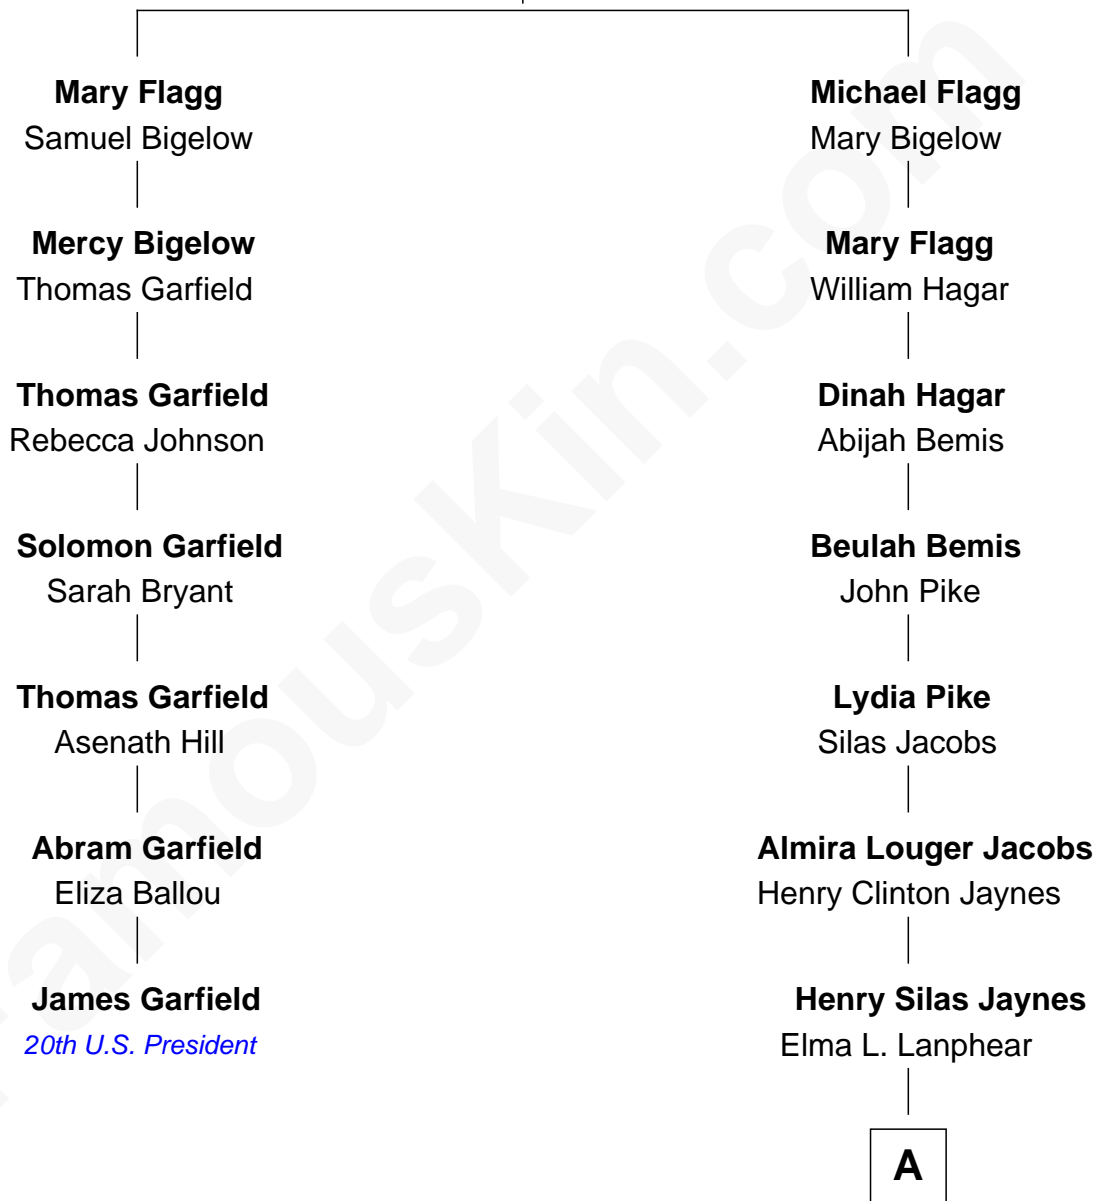 Mary Flagg
Samuel Bigelow
Mercy Bigelow
Thomas Garfield
Thomas Garfield
Rebecca Johnson
Solomon Garfield
Sarah Bryant
Thomas Garfield
Asenath Hill
Abram Garfield
Eliza Ballou
James Garfield
20th U.S. President
Michael Flagg
Mary Bigelow
Mary Flagg
William Hagar
Dinah Hagar
Abijah Bemis
Beulah Bemis
John Pike
Lydia Pike
Silas Jacobs
Almira Louger Jacobs
Henry Clinton Jaynes
Henry Silas Jaynes
Elma L. Lanphear
A
FamousKin.com